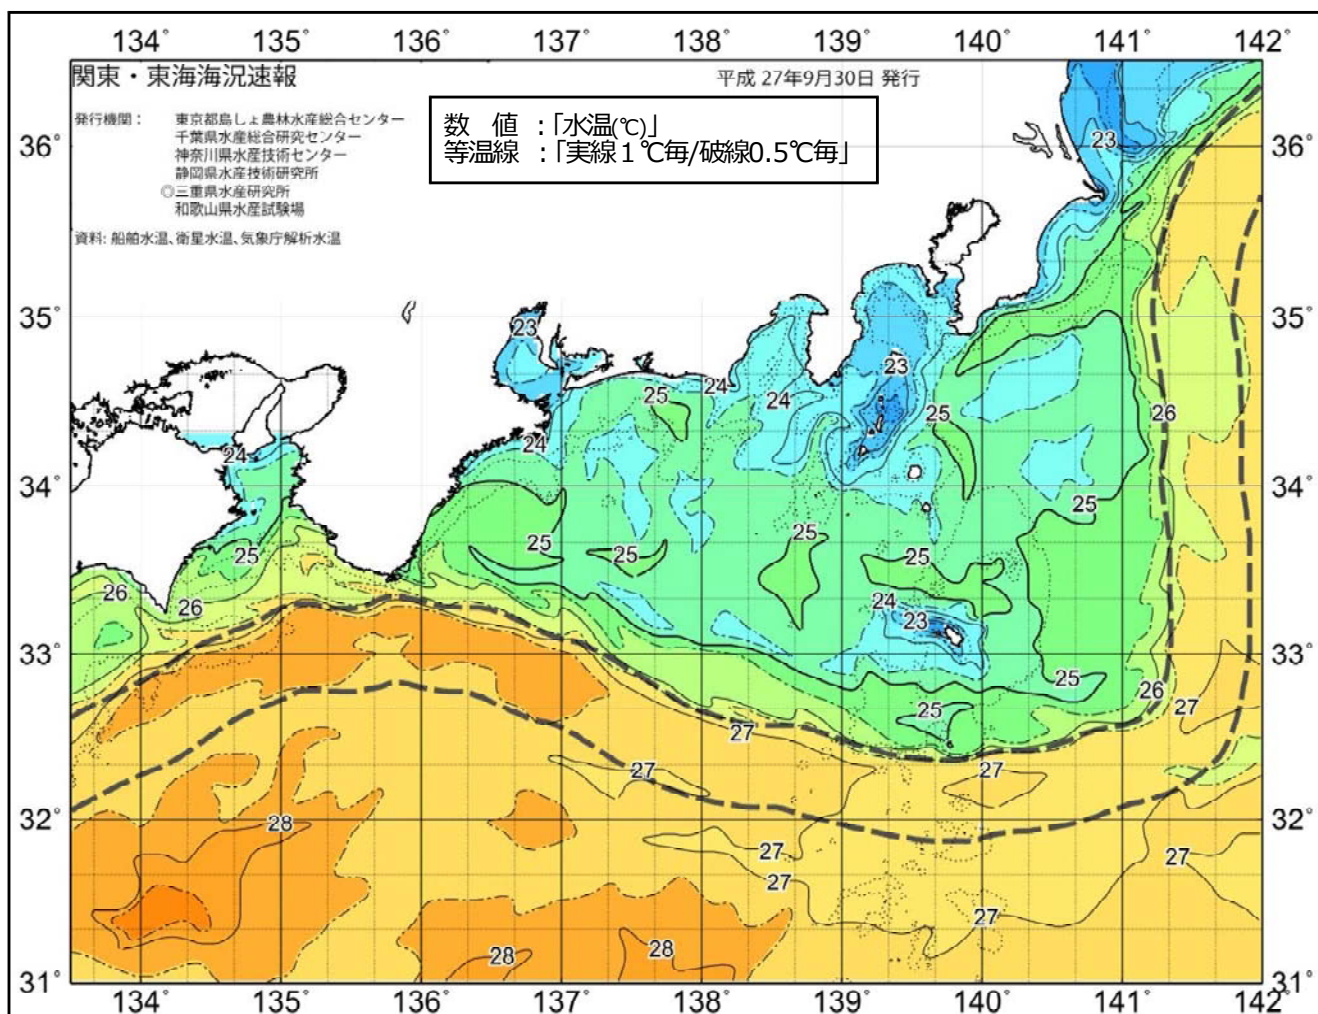 134° 135° 136° 137° 138° 139° 140° 141° 142°
関東・東海海況速報
平成 27年9月30日 発行
発行機関： 東京都島しょ農林水産総合センター
千葉県水産総合研究センター
神奈川県水産技術センター
静岡県水産技術研究所
◎三重県水産研究所
和歌山県水産試験場
資料: 船舶水温、衛星水温、気象庁解析水温
数 値 ：「水温(℃)」
等温線 ：「実線１℃毎/破線0.5℃毎」
36° 23 36°
35° 23 35°
23
24 24 25 25 26
24 24
34° 34°
25
25 25 25 25 25
26 26 24 23
33° 33°
25 26 27
25
27
27 27
32° 28 32°
27 27
27
27
28 28
31° 31°
134° 135° 136° 137° 138° 139° 140° 141° 142°